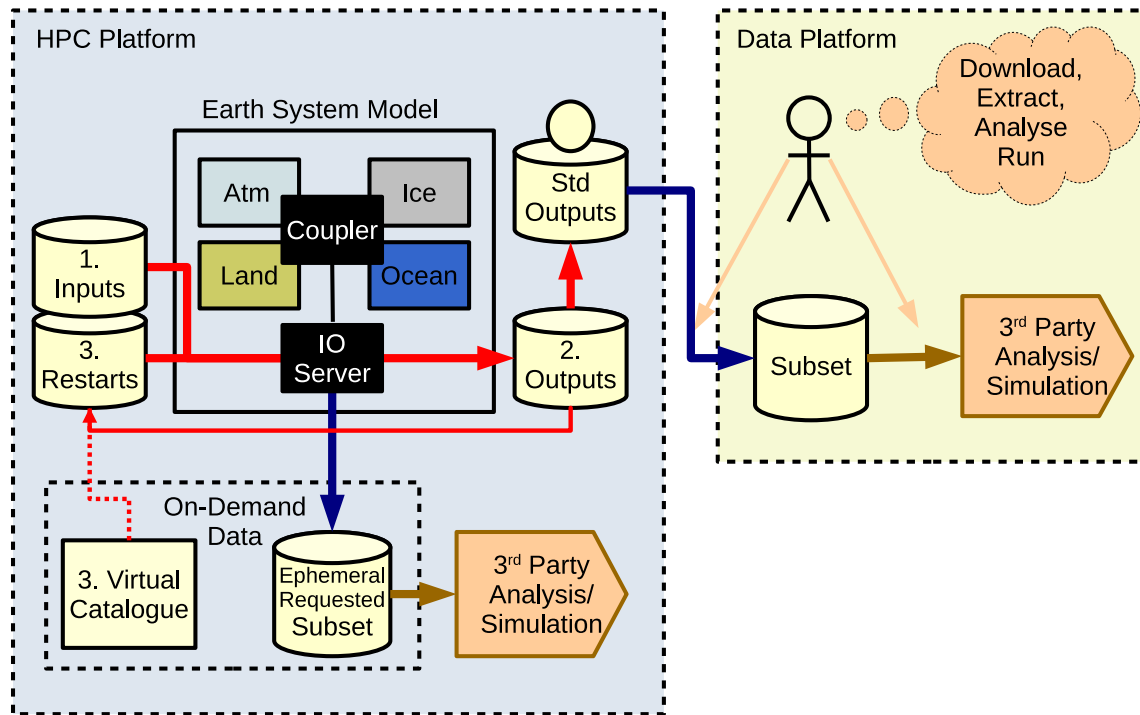 HPC Platform
Earth System Model
Atm
Ice
Coupler
Land
Ocean
IO
Server
1.
Inputs
3.
Restarts
Std
Outputs
2.
Outputs
On-Demand
Data
3. Virtual
Catalogue
Ephemeral
Requested
Subset
3rd Party
Analysis/
Simulation
Data Platform
Download,
Extract,
Analyse
Run
Subset
3rd Party
Analysis/
Simulation